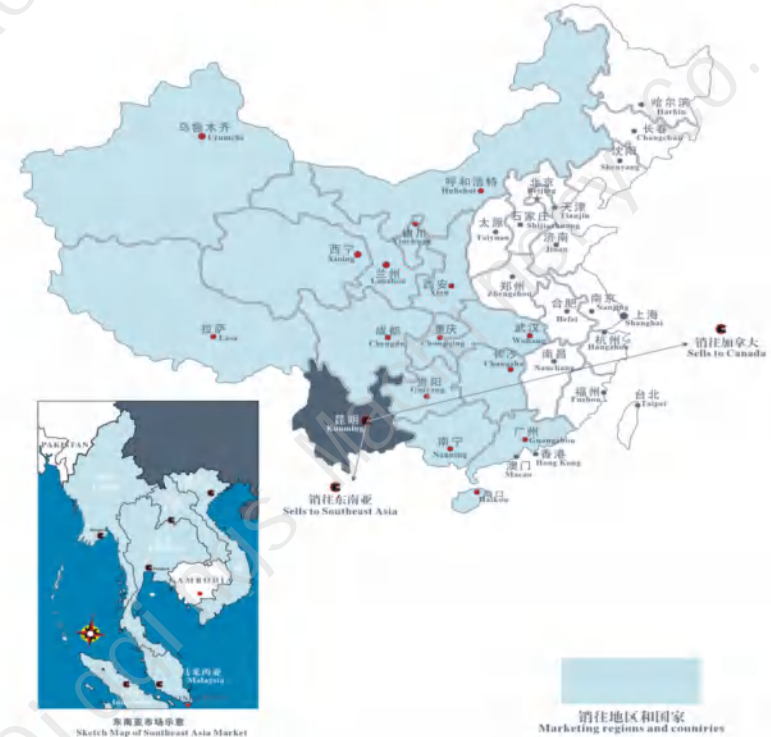 哈尔滨
Harbin
长春
Changchun
沈阳
Shenyang
乌鲁木齐
Urumchi
呼和浩特
Huhehot
北京
Beijing
天津
Tianjin
石家庄
Shijiazhuang
太原
Taiyuan
济南
Jinan
银川
Yinchuan
西宁
Xining
兰州
Lanzhou
西安
Xian
郑州
Zhengzhou
合肥
Hefei
南京
Nanjing
上海
Shanghai
杭州
Hangzhou
拉萨
Lasa
成都
Chengdu
重庆
Chongqing
武汉
Wuhang
长沙
Changsha
南昌
Nanchang
销往加拿大
Sells to Canada
贵阳
Guiyang
福州
Fuzhou
台北
Taipei
昆明
Kunming
南宁
Nanning
广州
Guangzhou
香港
Hong Kong
澳门
Macao
海口
Haikou
销往东南亚
Sells to Southeast Asia
PAKISTAN
CAMBODIA
马来西亚
Malaysia
东南亚市场示意
Sketch Map of Southeast Asia Market
销往地区和国家
Marketing regions and countries